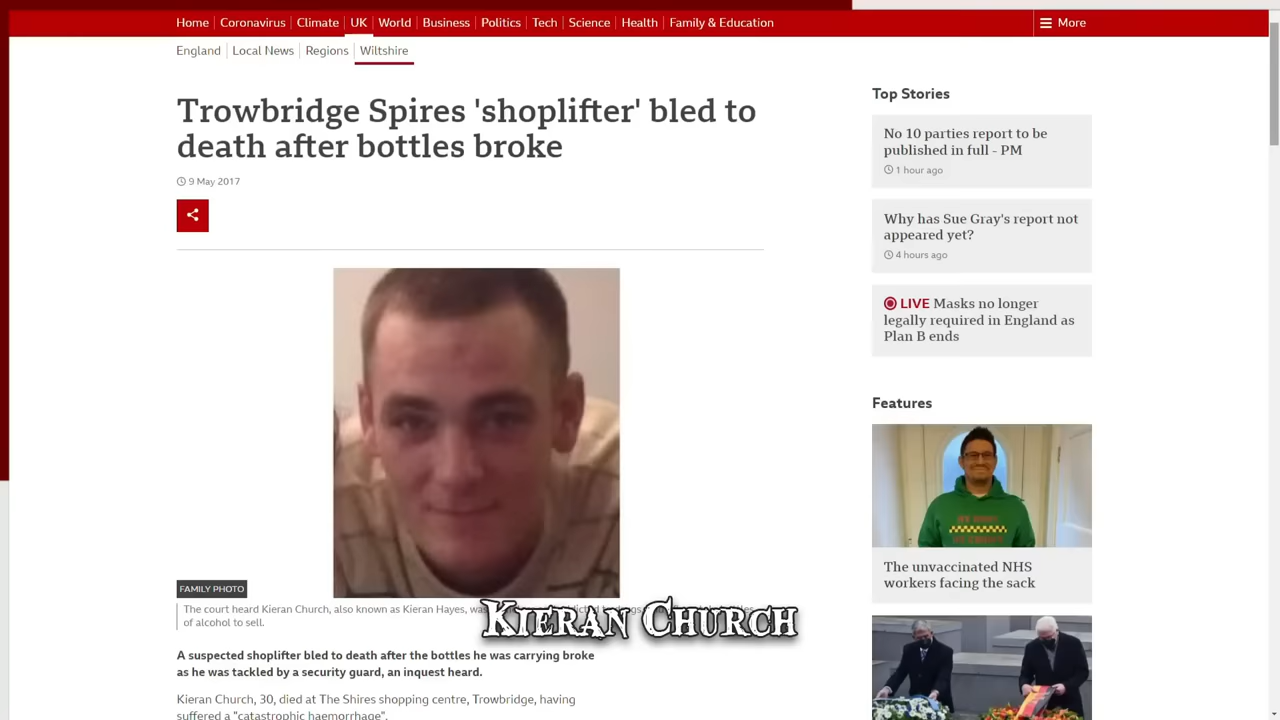 Home Coronavirus Climate UK World Business Politics Tech Science Health Family & Education More
England Local News Regions Wiltshire
Trowbridge Spires 'shoplifter' bled to
death after bottles broke
9 May 2017
FAMILY PHOTO
The court heard Kieran Church, also known as Kieran Hayes, was
of alcohol to sell.
KIERAN CHURCH
A suspected shoplifter bled to death after the bottles he was carrying broke
as he was tackled by a security guard, an inquest heard.
Kieran Church, 30, died at The Shires shopping centre, Trowbridge, having
suffered a "catastrophic haemorrhage".
Top Stories
No 10 parties report to be
published in full - PM
1 hour ago
Why has Sue Gray's report not
appeared yet?
4 hours ago
LIVE Masks no longer
legally required in England as
Plan B ends
Features
The unvaccinated NHS
workers facing the sack